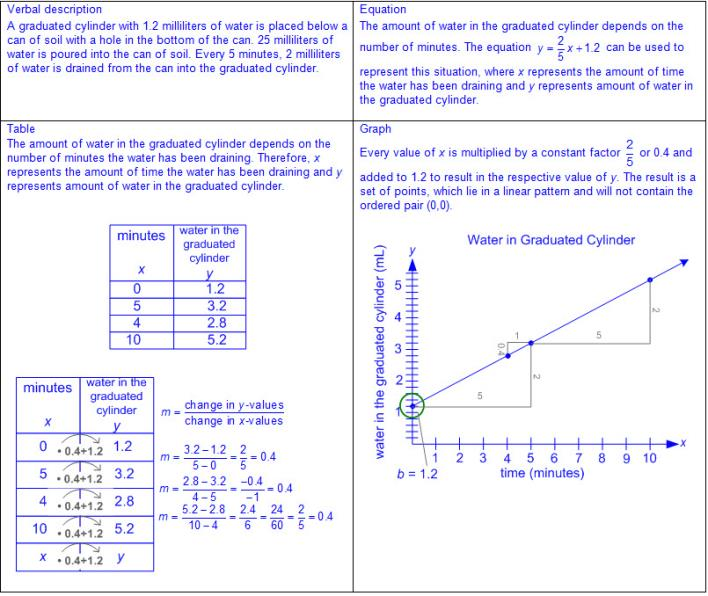 Verbal description
A graduated cylinder with 1.2 milliliters of water is placed below a
can of soil with a hole in the bottom of the can. 25 milliliters of
water is poured into the can of soil. Every 5 minutes, 2 milliliters
of water is drained from the can into the graduated cylinder.
Equation
The amount of water in the graduated cylinder depends on the
number of minutes. The equation y = 2/5 x + 1.2 can be used to
represent this situation, where x represents the amount of time
the water has been draining and y represents amount of water in
the graduated cylinder.
Table
The amount of water in the graduated cylinder depends on the
number of minutes the water has been draining. Therefore, x
represents the amount of time the water has been draining and y
represents amount of water in the graduated cylinder.
minutes
x
water in the
graduated
cylinder
y
0 1.2
5 3.2
4 2.8
10 5.2
minutes
x
water in the
graduated
cylinder
y
0 • 0.4+1.2 1.2
5 • 0.4+1.2 3.2
4 • 0.4+1.2 2.8
10 • 0.4+1.2 5.2
x • 0.4+1.2 y
m = change in y-values / change in x-values
m = 3.2 – 1.2 / 5 – 0 = 2/5 = 0.4
m = 2.8 – 3.2 / 4 – 5 = –0.4 / –1 = 0.4
m = 5.2 – 2.8 / 10 – 4 = 2.4/6 = 24/60 = 2/5 = 0.4
Graph
Every value of x is multiplied by a constant factor 2/5 or 0.4 and
added to 1.2 to result in the respective value of y. The result is a
set of points, which lie in a linear pattern and will not contain the
ordered pair (0,0).
Water in Graduated Cylinder
y
water in the graduated cylinder (mL)
5
4
3
2
1
1
0.4
5
2
5
2
x
1 2 3 4 5 6 7 8 9 10
b = 1.2
time (minutes)